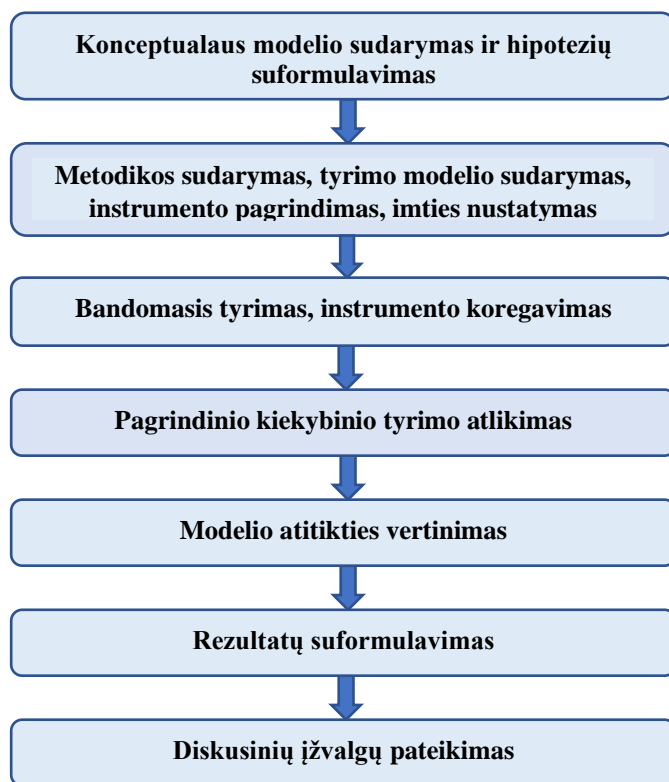 Konceptualaus modelio sudarymas ir hipotezių
suformulavimas
Metodikos sudarymas, tyrimo modelio sudarymas,
instrumento pagrindimas, imties nustatymas
Bandomasis tyrimas, instrumento koregavimas
Pagrindinio kiekybinio tyrimo atlikimas
Modelio atitikties vertinimas
Rezultatų suformulavimas
Diskusinių įžvalgų pateikimas